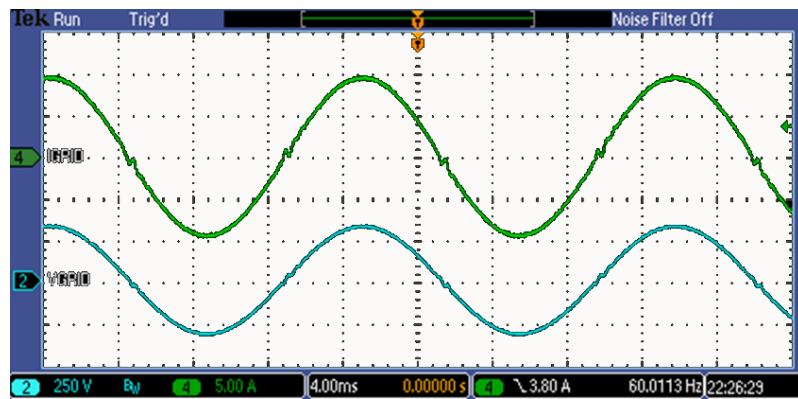 Tek Run Trig'd Noise Filter Off
4 IGRID
2 VGRID
2 250 V BW 4 5.00 A 4.00ms 0.00000 s 4 3.80 A 60.0113 Hz 22:26:29